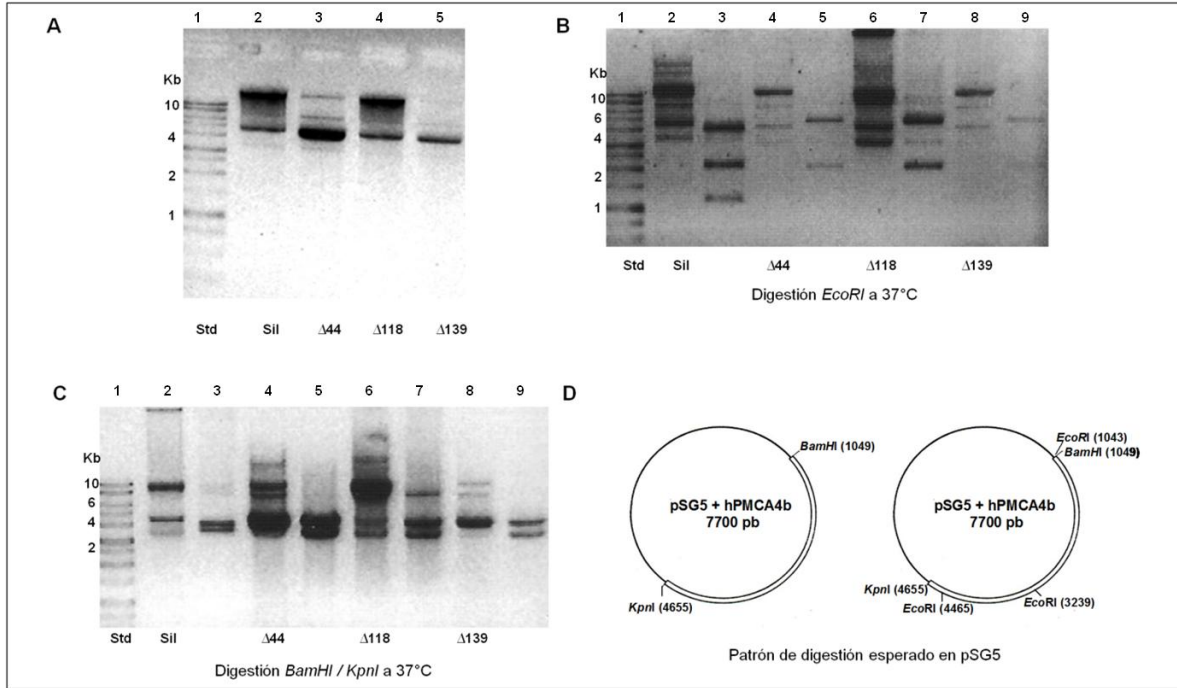 A
1 2 3 4 5
Kb
10
4
2
1
Std Sil Δ44 Δ118 Δ139
B
1 2 3 4 5 6 7 8 9
Kb
10
6
4
2
1
Std Sil Δ44 Δ118 Δ139
Digestión EcoRI a 37°C
C
1 2 3 4 5 6 7 8 9
Kb
10
6
4
2
Std Sil Δ44 Δ118 Δ139
Digestión BamHI / KpnI a 37°C
D
BamHI (1049)
pSG5 + hPMCA4b
7700 pb
KpnI (4655)
EcoRI (1043)
BamHI (1049)
pSG5 + hPMCA4b
7700 pb
KpnI (4655)
EcoRI (4465)
EcoRI (3239)
Patrón de digestión esperado en pSG5